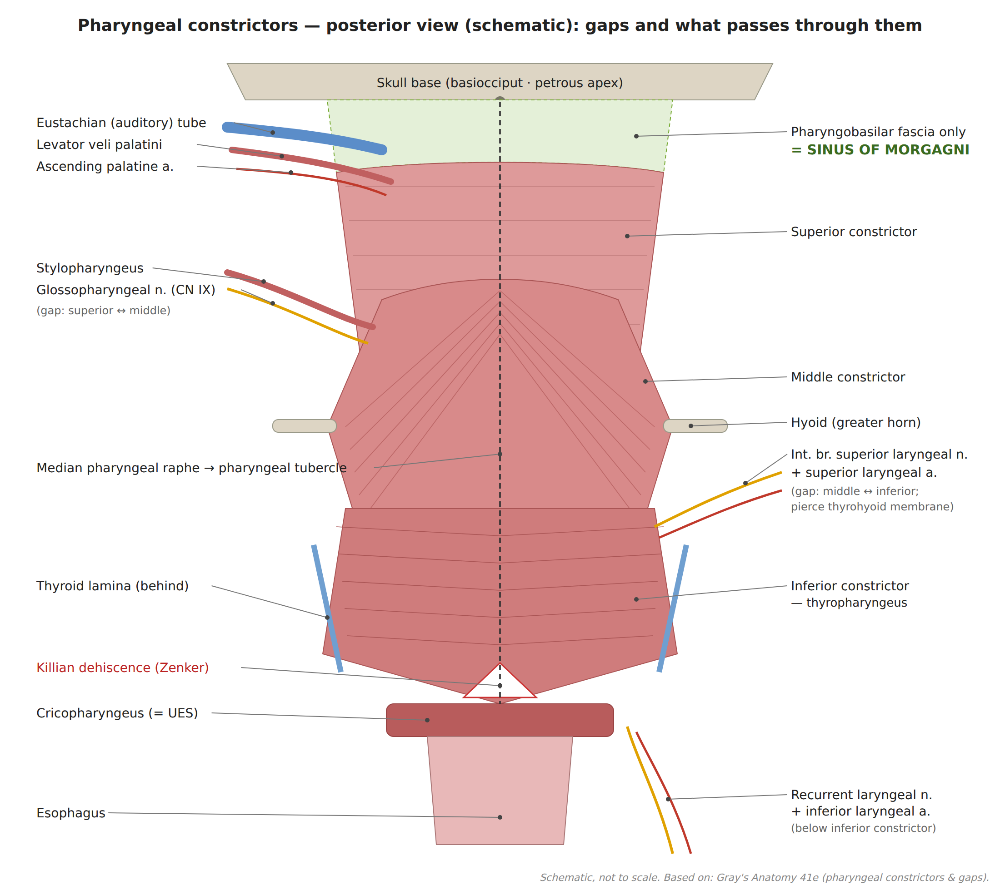 Pharyngeal constrictors — posterior view (schematic): gaps and what passes through them
Skull base (basiocciput · petrous apex)
Eustachian (auditory) tube
Levator veli palatini
Ascending palatine a.
Pharyngobasilar fascia only
= SINUS OF MORGAGNI
Superior constrictor
Stylopharyngeus
Glossopharyngeal n. (CN IX)
(gap: superior ↔ middle)
Middle constrictor
Hyoid (greater horn)
Median pharyngeal raphe → pharyngeal tubercle
Int. br. superior laryngeal n.
+ superior laryngeal a.
(gap: middle ↔ inferior;
pierce thyrohyoid membrane)
Thyroid lamina (behind)
Inferior constrictor
— thyropharyngeus
Killian dehiscence (Zenker)
Cricopharyngeus (= UES)
Esophagus
Recurrent laryngeal n.
+ inferior laryngeal a.
(below inferior constrictor)
Schematic, not to scale. Based on: Gray's Anatomy 41e (pharyngeal constrictors & gaps).